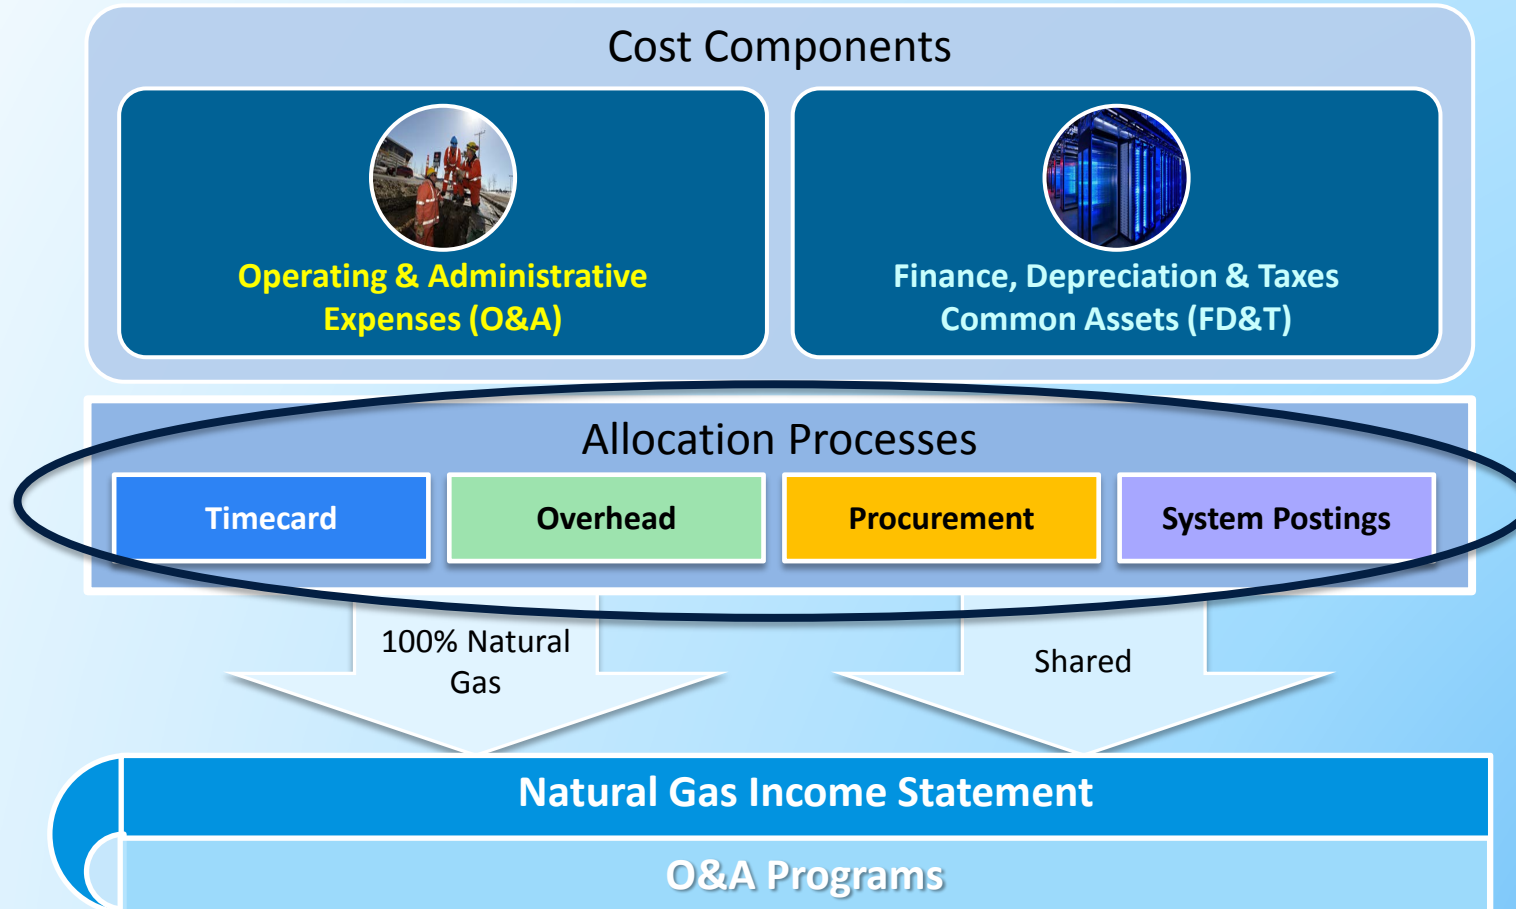 Cost Components
Operating & Administrative
Expenses (O&A)
Finance, Depreciation & Taxes
Common Assets (FD&T)
Allocation Processes
Timecard
Overhead
Procurement
System Postings
100% Natural
Gas
Shared
Natural Gas Income Statement
O&A Programs